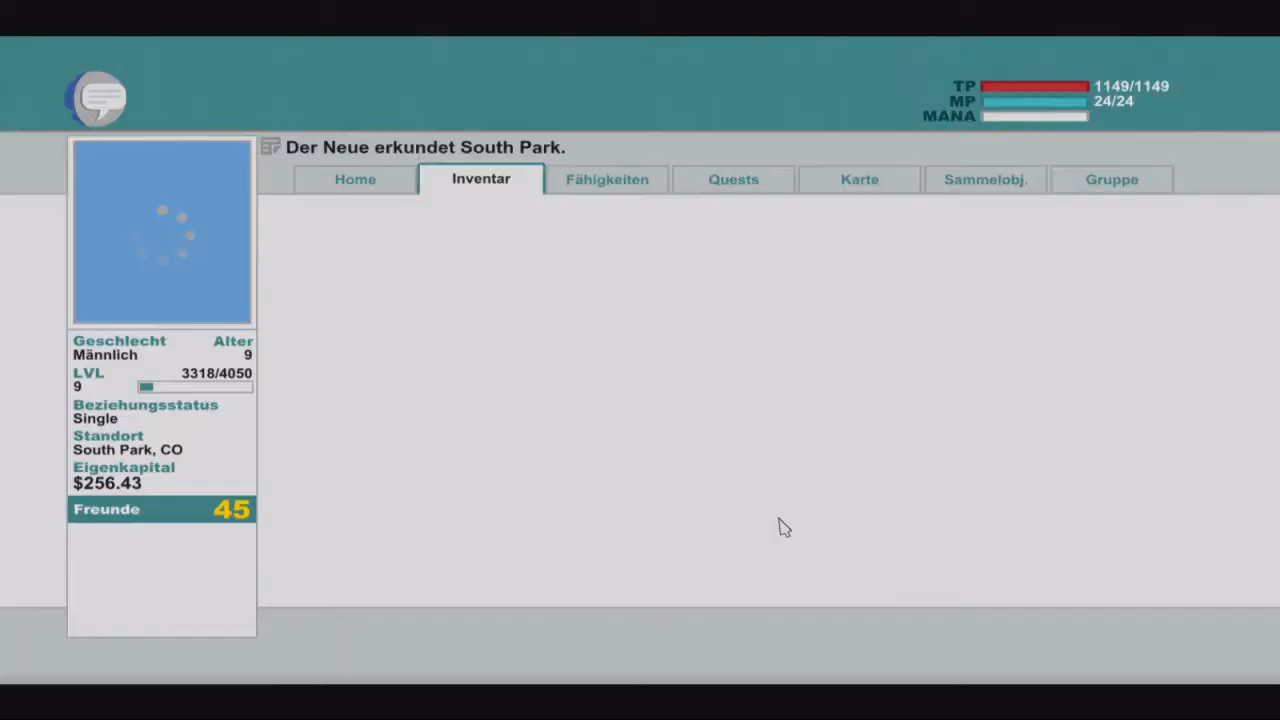 TP 1149/1149
MP 24/24
MANA
Der Neue erkundet South Park.
Home Inventar Fähigkeiten Quests Karte Sammelobj. Gruppe
Geschlecht Alter
Männlich 9
LVL 3318/4050
9
Beziehungsstatus
Single
Standort
South Park, CO
Eigenkapital
$256.43
Freunde 45